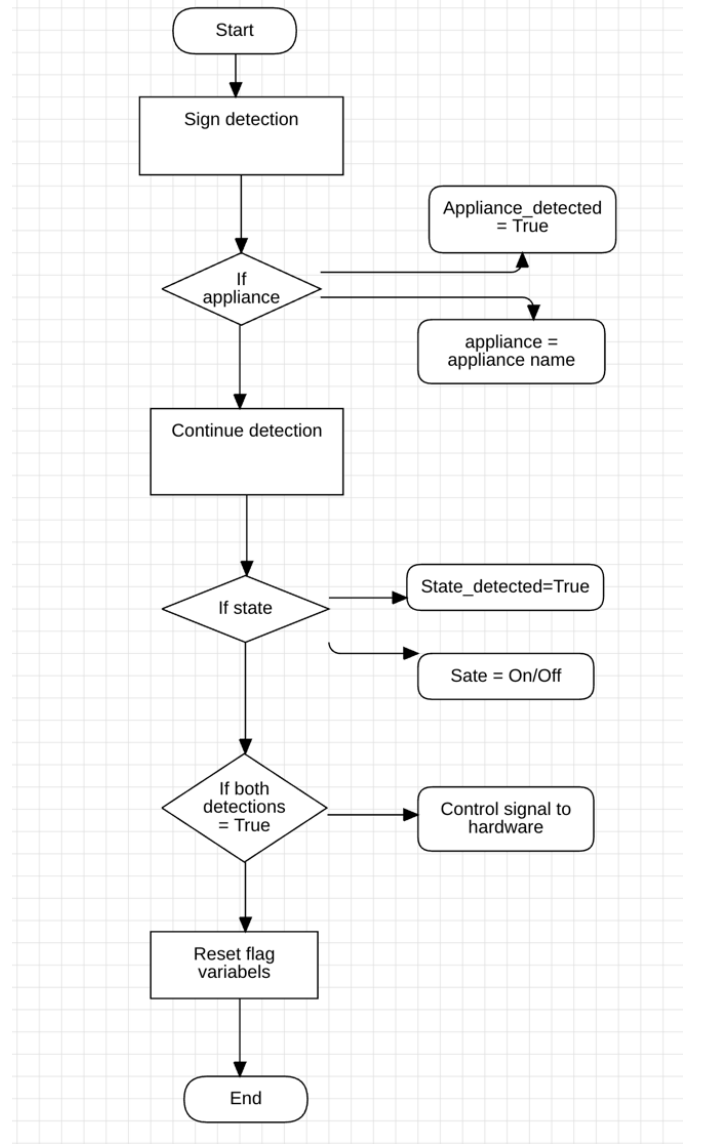 Start
Sign detection
Appliance_detected
= True
If
appliance
appliance =
appliance name
Continue detection
State_detected=True
If state
Sate = On/Off
If both
detections
= True
Control signal to
hardware
Reset flag
variabels
End